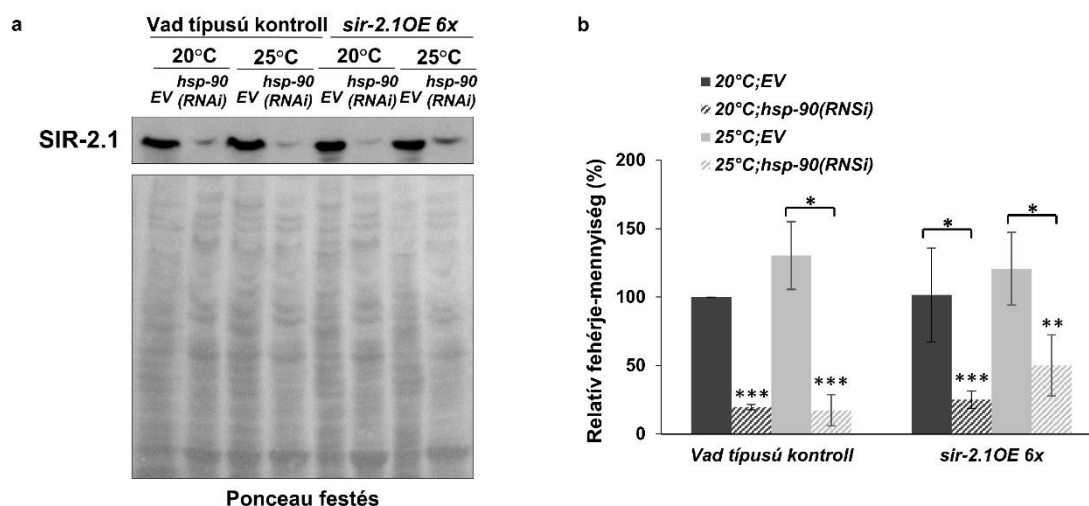 a
Vad típusú kontroll sir-2.1OE 6x
20°C 25°C 20°C 25°C
EV hsp-90 (RNAi) EV hsp-90 (RNAi) EV hsp-90 (RNAi) EV hsp-90 (RNAi)
SIR-2.1
Ponceau festés
b
20°C;EV
20°C;hsp-90(RNSi)
25°C;EV
25°C;hsp-90(RNSi)
Relatív fehérje-mennyiség (%)
200
150
100
50
0
* * *
*** *** *** **
Vad típusú kontroll sir-2.1OE 6x